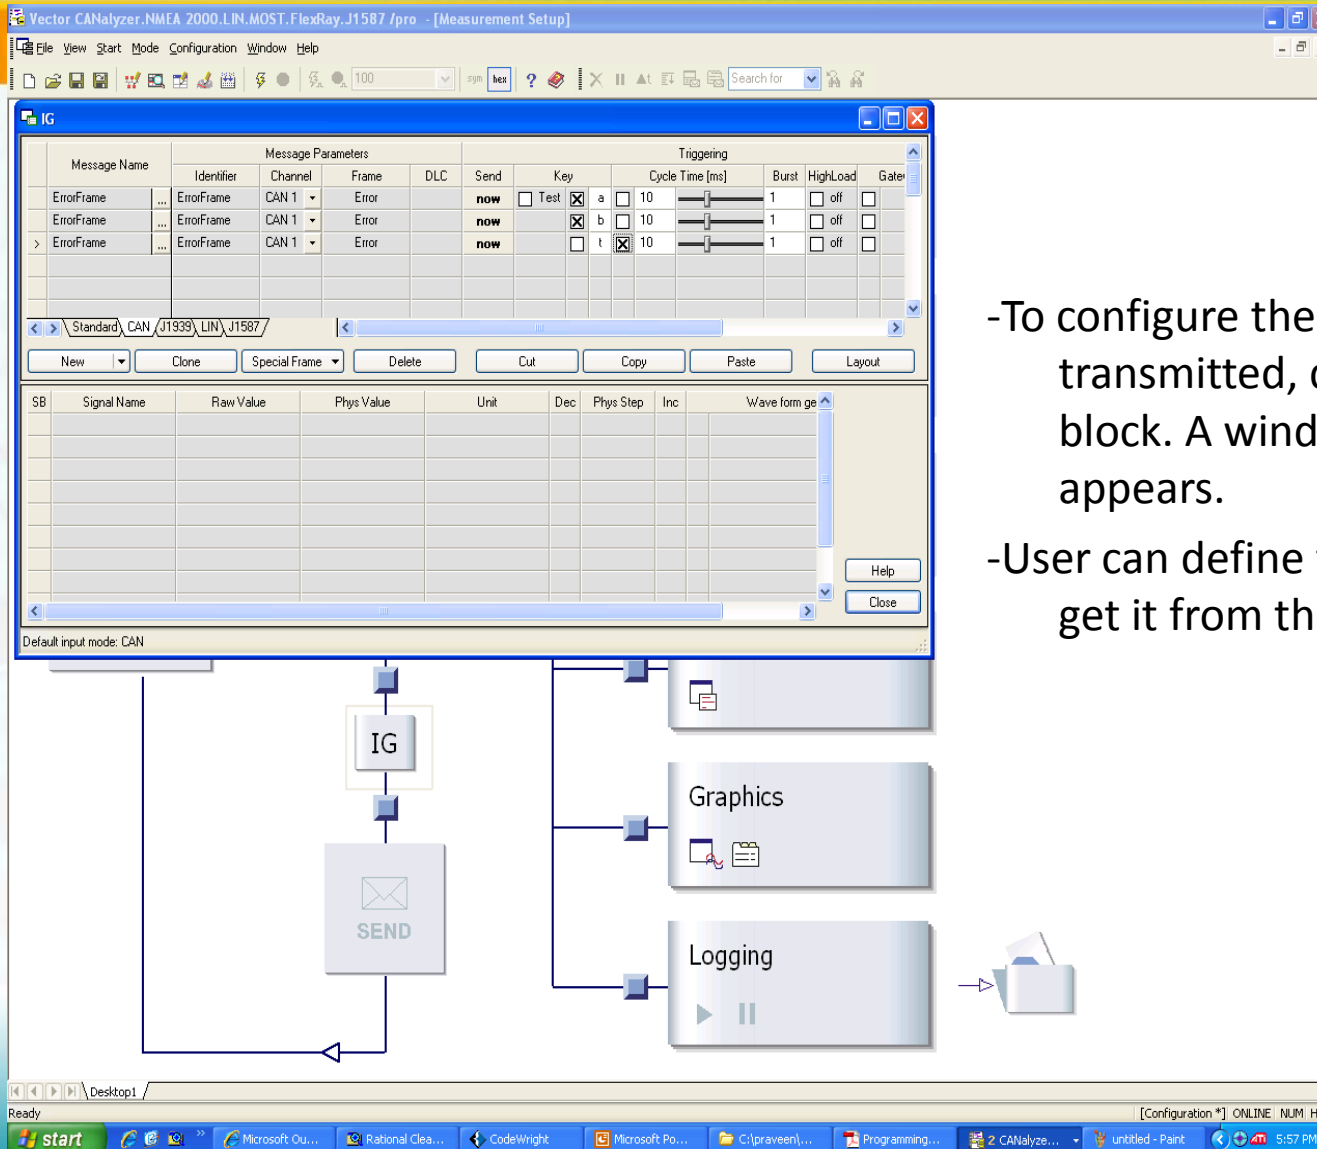 Vector CANalyzer.NMEA 2000.LIN.MOST.FlexRay.J1587 /pro - [Measurement Setup]
File View Start Mode Configuration Window Help
100 sym hex Search for
IG
Message Name Message Parameters Triggering
Identifier Channel Frame DLC Send Key Cycle Time [ms] Burst HighLoad Gate
ErrorFrame ... ErrorFrame CAN 1 Error now Test a 10 1 off
ErrorFrame ... ErrorFrame CAN 1 Error now b 10 1 off
ErrorFrame ... ErrorFrame CAN 1 Error now t 10 1 off
Standard CAN J1939 LIN J1587
New Clone Special Frame Delete Cut Copy Paste Layout
SB Signal Name Raw Value Phys Value Unit Dec Phys Step Inc Wave form ge
Help
Close
Default input mode: CAN
-To configure the
transmitted,
block. A wind
appears.
-User can define
get it from th
IG
SEND
Graphics
Logging
Desktop1
Ready [Configuration *] ONLINE NUM H
start Microsoft Ou... Rational Clea... CodeWright Microsoft Po... C:\praveen\... Programming... 2 CANalyze... untitled - Paint 5:57 PM